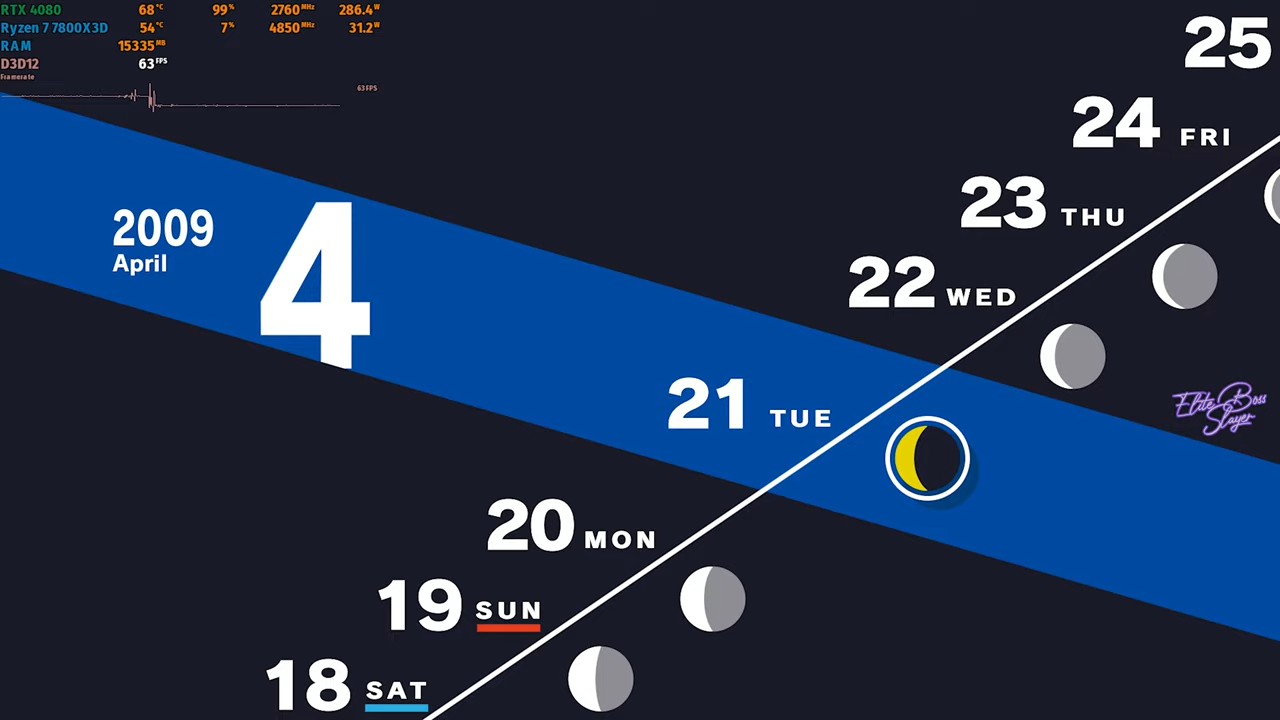 RTX 4080 68°C 99% 2760MHz 286.4W
Ryzen 7 7800X3D 54°C 7% 4850MHz 31.2W
RAM 15335MB
D3D12 63FPS
Framerate
63 FPS
25
24 FRI
23 THU
22 WED
2009
April
4
21 TUE
Elite Boss
Slayer
20 MON
19 SUN
18 SAT